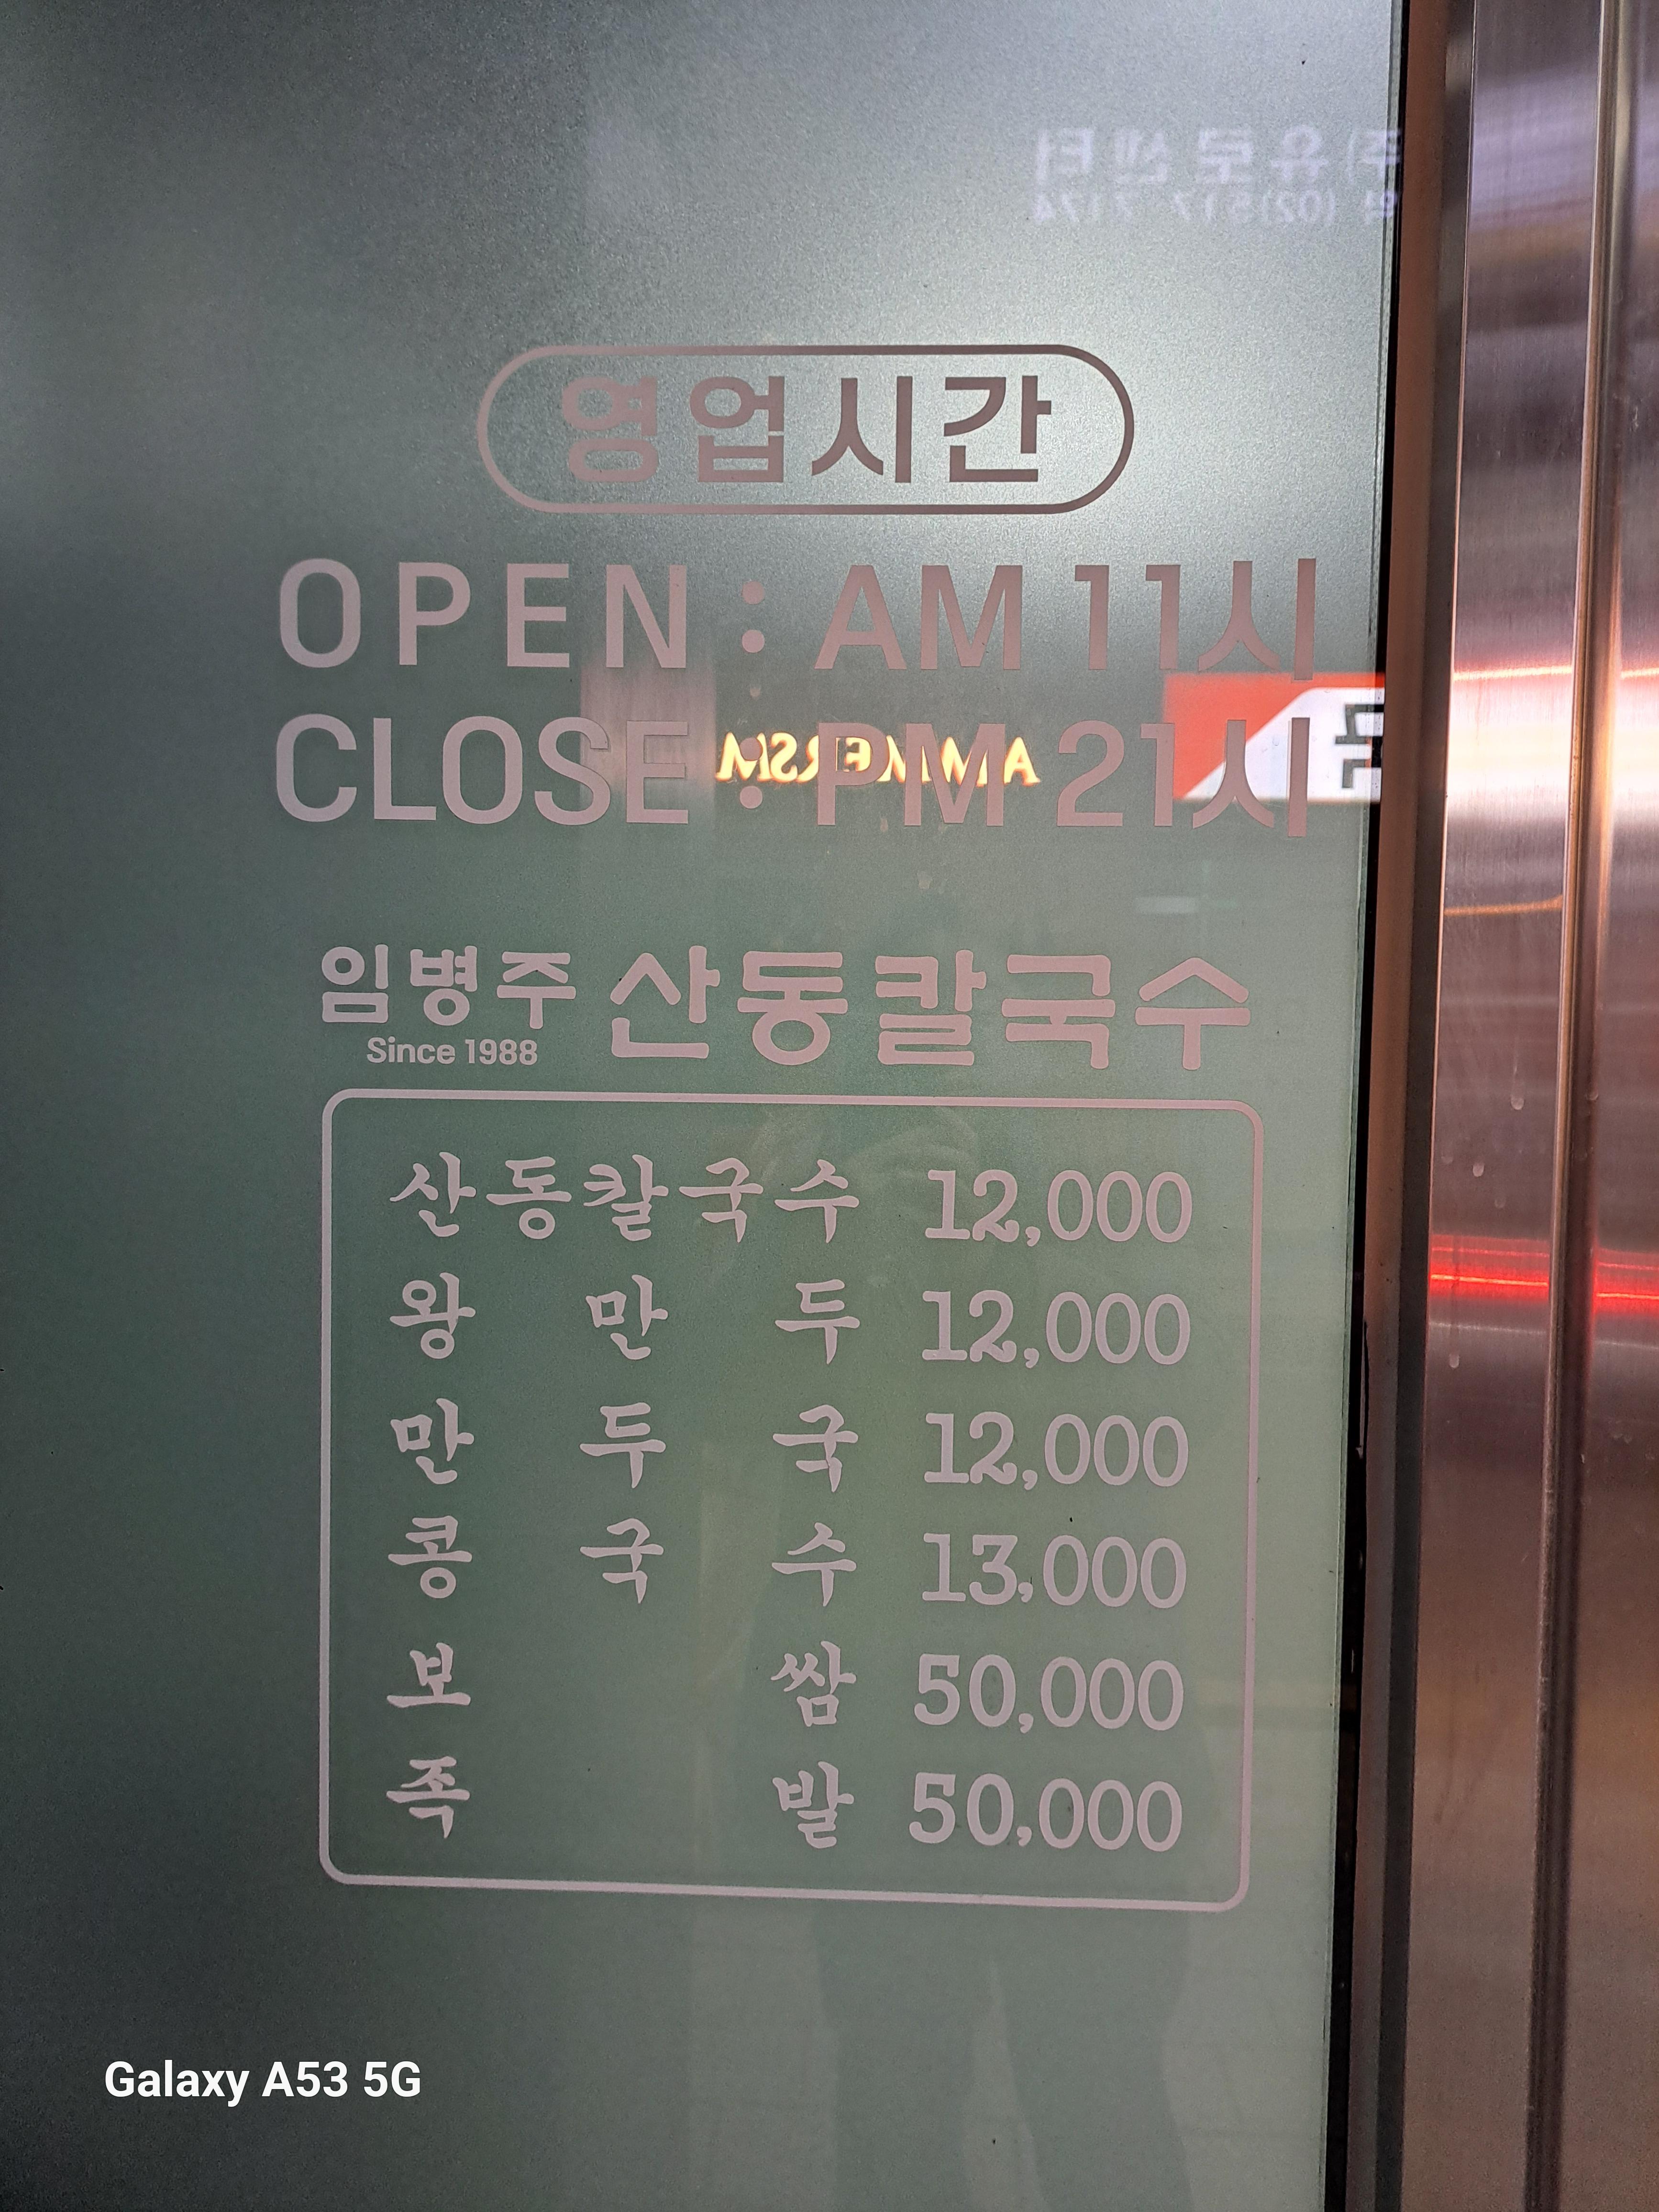 영업시간
OPEN : AM 11시
CLOSE : PM 21시
임병주 산동칼국수
Since 1988
산동칼국수 12,000
왕만두 12,000
만두국 12,000
콩국수 13,000
보쌈 50,000
족발 50,000
Galaxy A53 5G